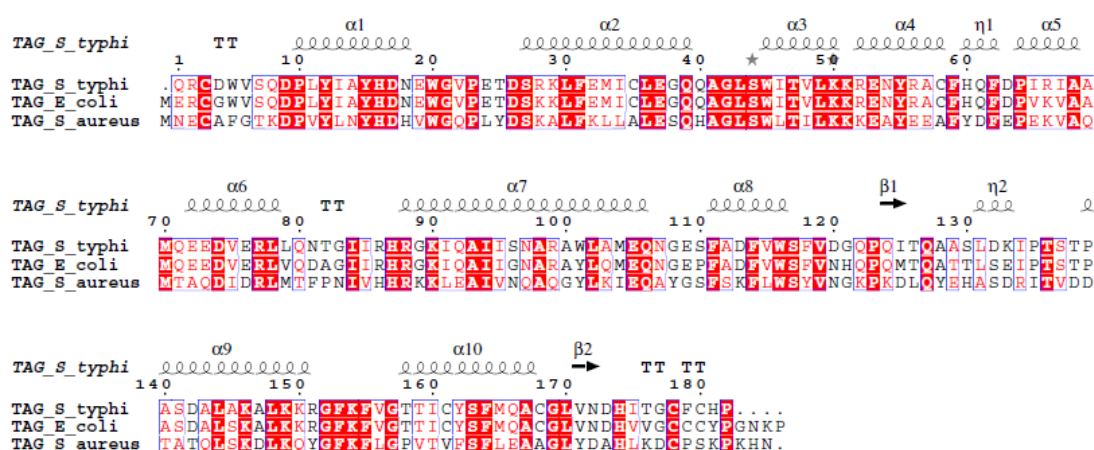 α1 α2 α3 α4 η1 α5
TAG_S_typhi TT
1 10 20 30 40 50 60
TAG_S_typhi .QRCDWVSQDPLYIAYHDNEWGVPETDSRKLFEMICLEGQQAGLSWITVLKKRENYRACFHQFDPIRIAA
TAG_E_coli MERCGWVSQDPLYIAYHDNEWGVPETDSKKLFEMICLEGQQAGLSWITVLKKRENYRACFHQFDPVKVAA
TAG_S_aureus MNECAFGTKDPVYLNYHDHVWGQPLYDSKALFKLLALESQHAGLSWLTILKKKEAYEEAFYDFEPEKVAQ
α6 α7 α8 β1 η2
TAG_S_typhi TT
70 80 90 100 110 120 130
TAG_S_typhi MQEEDVERLLQNTGIIRHRGKIQAIISNARAWLAMEQNGESFADFVWSFVDGQPQITQAASLDKIPTSTP
TAG_E_coli MQEEDVERLVQDAGIIRHRGKIQAIIGNARAYLQMEQNGEPFADFVWSFVNHQPQMTQATTLSEIPTSTP
TAG_S_aureus MTAQDIDRLMTFPNIVHHRKKLEAIVNQAQGYLKIEQAYGSFSKFLWSYVNGKPKDLQYEHASDRITVDD
α9 α10 β2
TAG_S_typhi TT TT
140 150 160 170 180
TAG_S_typhi ASDALAKALKKRGFKFVGTTICYSFMQACGLVNDHITGCFCHP....
TAG_E_coli ASDALSKALKKRGFKFVGTTICYSFMQACGLVNDHVVGCCCYPGNKP
TAG_S_aureus TATQLSKDLKQYGFKFLGPVTVFSFLEAAGLYDAHLKDCPSKPKHN.